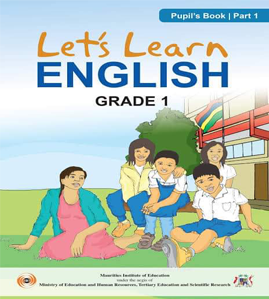 Pupil's Book | Part 1
Let's Learn
ENGLISH
GRADE 1
Mauritius Institute of Education
under the aegis of
Ministry of Education and Human Resources, Tertiary Education and Scientific Research